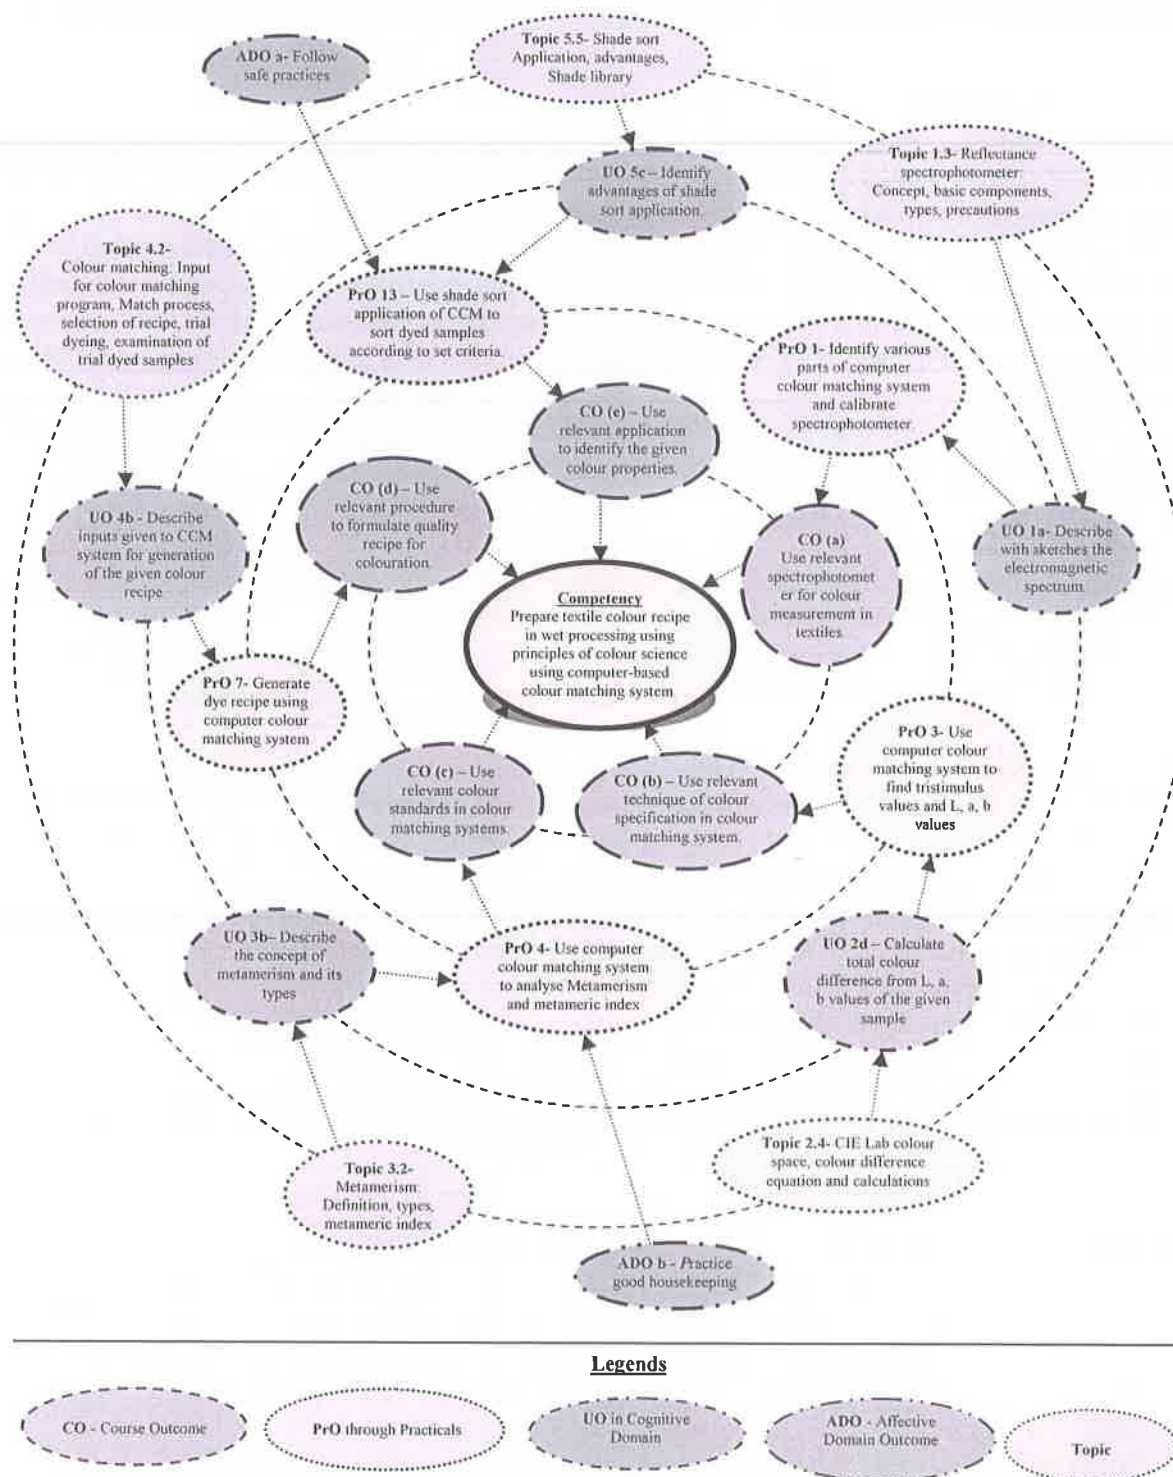 ADO a- Follow
safe practices
Topic 5.5- Shade sort
Application, advantages,
Shade library
Topic 1.3- Reflectance
spectrophotometer:
Concept, basic components,
types, precautions
UO 5c – Identify
advantages of shade
sort application.
Topic 4.2-
Colour matching: Input
for colour matching
program, Match process,
selection of recipe, trial
dyeing, examination of
trial dyed samples
PrO 13 – Use shade sort
application of CCM to
sort dyed samples
according to set criteria.
PrO 1- Identify various
parts of computer
colour matching system
and calibrate
spectrophotometer.
CO (e) – Use
relevant application
to identify the given
colour properties.
CO (d) – Use
relevant procedure
to formulate quality
recipe for
colouration.
UO 4b - Describe
inputs given to CCM
system for generation
of the given colour
recipe
CO (a)
Use relevant
spectrophotomet
er for colour
measurement in
textiles.
UO 1a- Describe
with sketches the
electromagnetic
spectrum.
Competency
Prepare textile colour recipe
in wet processing using
principles of colour science
using computer-based
colour matching system
PrO 7- Generate
dye recipe using
computer colour
matching system
PrO 3- Use
computer colour
matching system to
find tristimulus
values and L, a, b
values
CO (c) – Use
relevant colour
standards in colour
matching systems.
CO (b) – Use relevant
technique of colour
specification in colour
matching system.
UO 3b– Describe
the concept of
metamerism and its
types
PrO 4- Use computer
colour matching system
to analyse Metamerism
and metameric index
UO 2d – Calculate
total colour
difference from L, a,
b values of the given
sample
Topic 3.2-
Metamerism:
Definition, types,
metameric index
Topic 2.4- CIE Lab colour
space, colour difference
equation and calculations
ADO b - Practice
good housekeeping
Legends
CO - Course Outcome
PrO through Practicals
UO in Cognitive
Domain
ADO - Affective
Domain Outcome
Topic